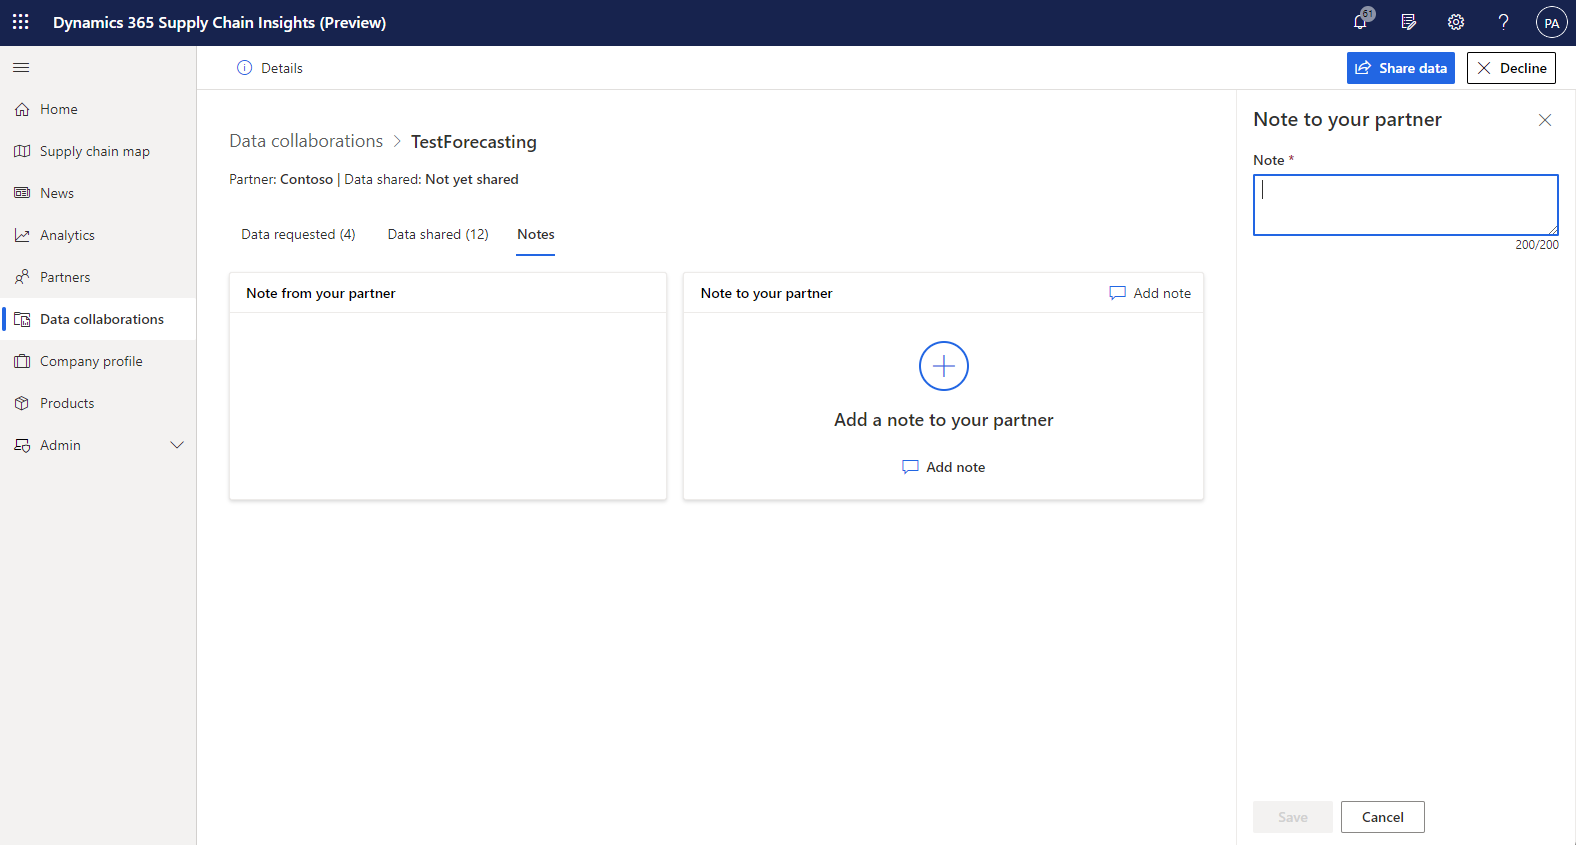 Dynamics 365 Supply Chain Insights (Preview)
61
PA
Details
Share data
Decline
Home
Supply chain map
News
Analytics
Partners
Data collaborations
Company profile
Products
Admin
Data collaborations > TestForecasting
Partner: Contoso | Data shared: Not yet shared
Data requested (4)
Data shared (12)
Notes
Note from your partner
Note to your partner
Add note
Add a note to your partner
Add note
Note to your partner
Note *
200/200
Save
Cancel